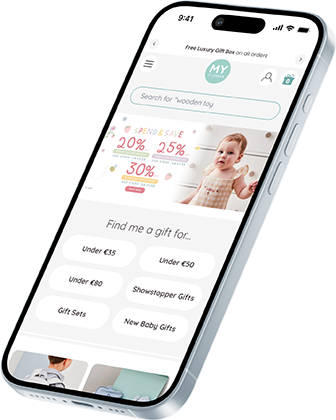 9:41
Free Luxury Gift Box on all orders
MY
Search for "wooden toy
SPEND & SAVE
20% 25%
30%
Find me a gift for...
Under €35
Under €50
Under €80
Showstopper Gifts
Gift Sets
New Baby Gifts